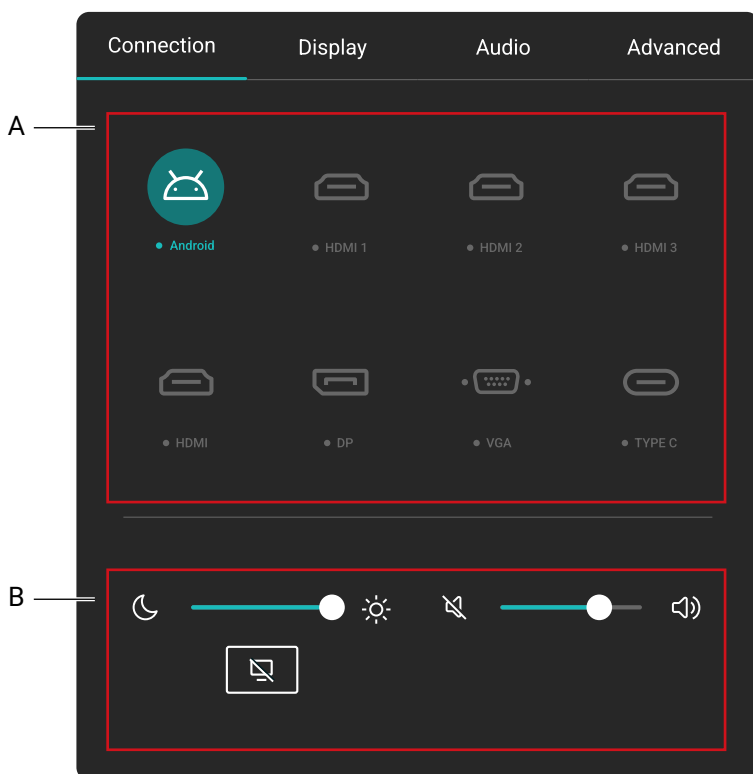 Connection Display Audio Advanced
A
Android HDMI 1 HDMI 2 HDMI 3
HDMI DP VGA TYPE C
B